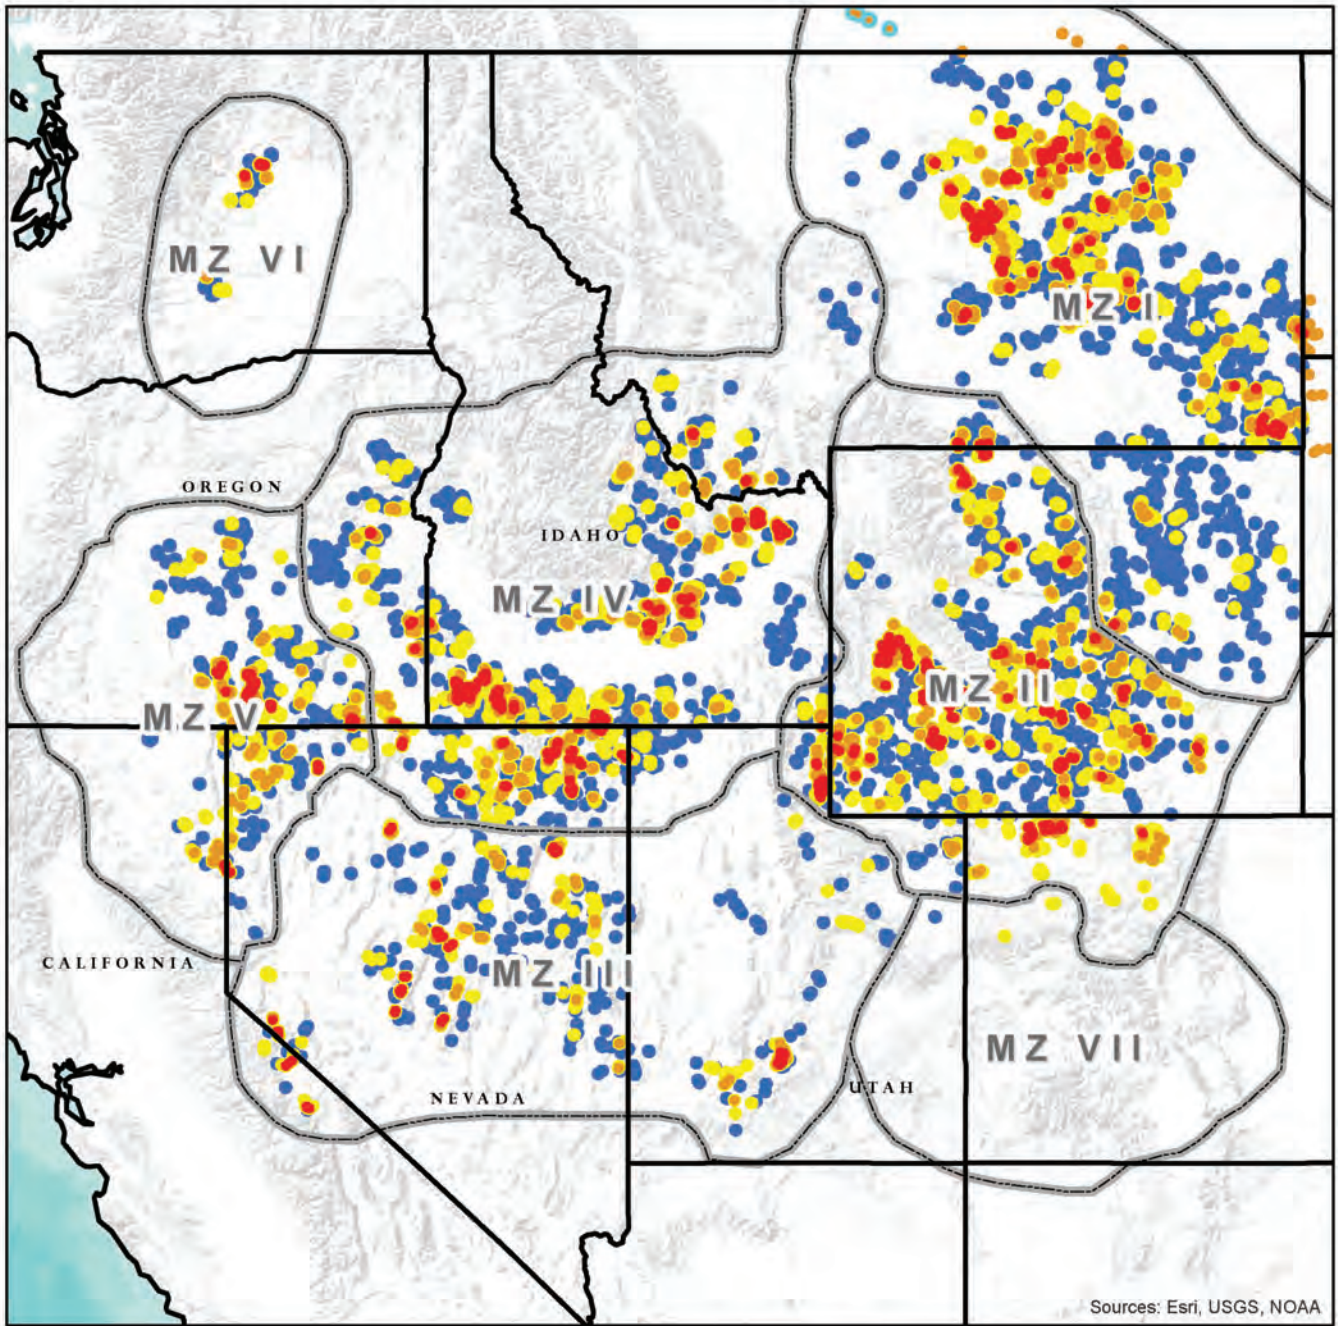 MZ VI
MZ I
OREGON
IDAHO
MZ IV
MZ II
MZ V
CALIFORNIA
MZ III
MZ VII
NEVADA
UTAH
Sources: Esri, USGS, NOAA